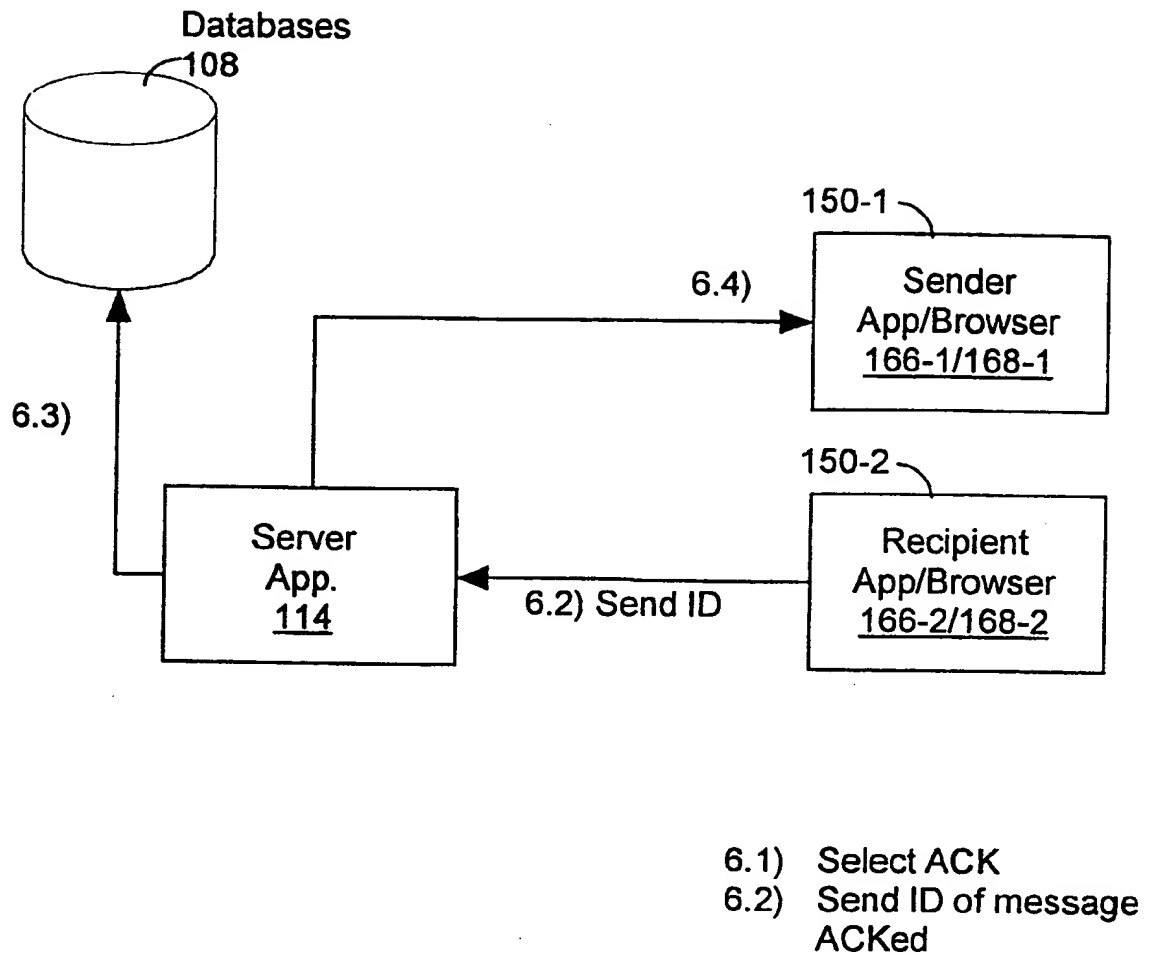 Databases
108
150-1
6.4)
Sender
App/Browser
166-1/168-1
6.3)
150-2
Server
App.
114
Recipient
App/Browser
166-2/168-2
6.2) Send ID
6.1) Select ACK
6.2) Send ID of message
ACKed